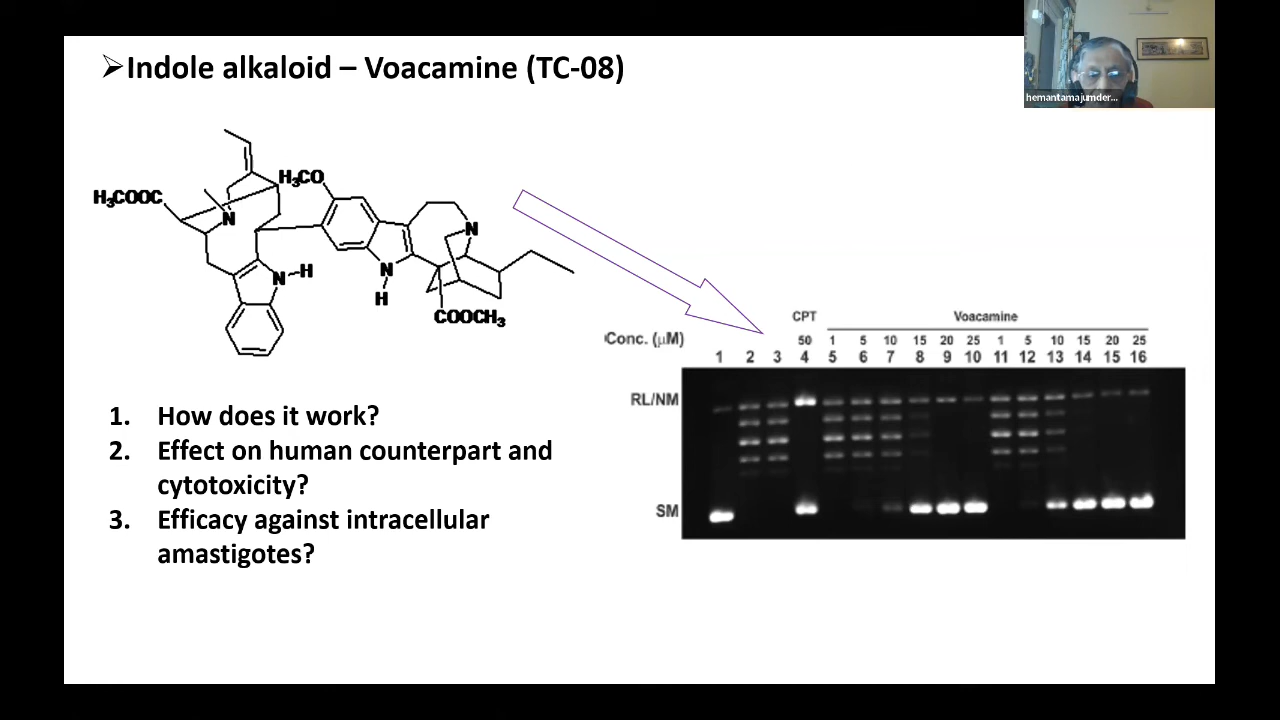 ➢Indole alkaloid – Voacamine (TC-08)
hemantamajumder...
H₃CO
H₃COOC
N
N
N-H
N
H
COOCH₃
CPT
Voacamine
Conc. (μM)
50 1 5 10 15 20 25 1 5 10 15 20 25
1 2 3 4 5 6 7 8 9 10 11 12 13 14 15 16
RL/NM
SM
1. How does it work?
2. Effect on human counterpart and
cytotoxicity?
3. Efficacy against intracellular
amastigotes?